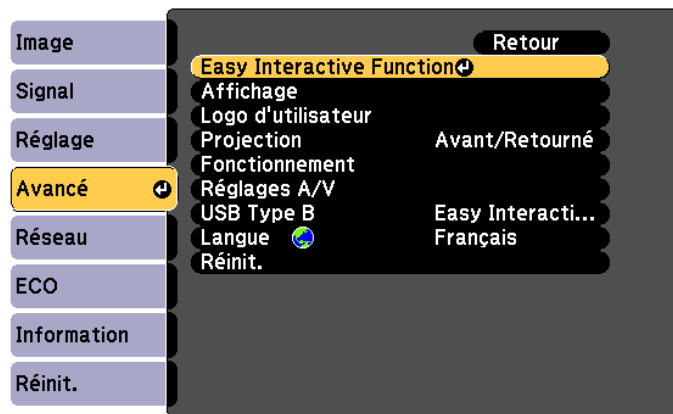 Image
Signal
Réglage
Avancé
Réseau
ECO
Information
Réinit.
Retour
Easy Interactive Function
Affichage
Logo d'utilisateur
Projection Avant/Retourné
Fonctionnement
Réglages A/V
USB Type B Easy Interacti...
Langue Français
Réinit.